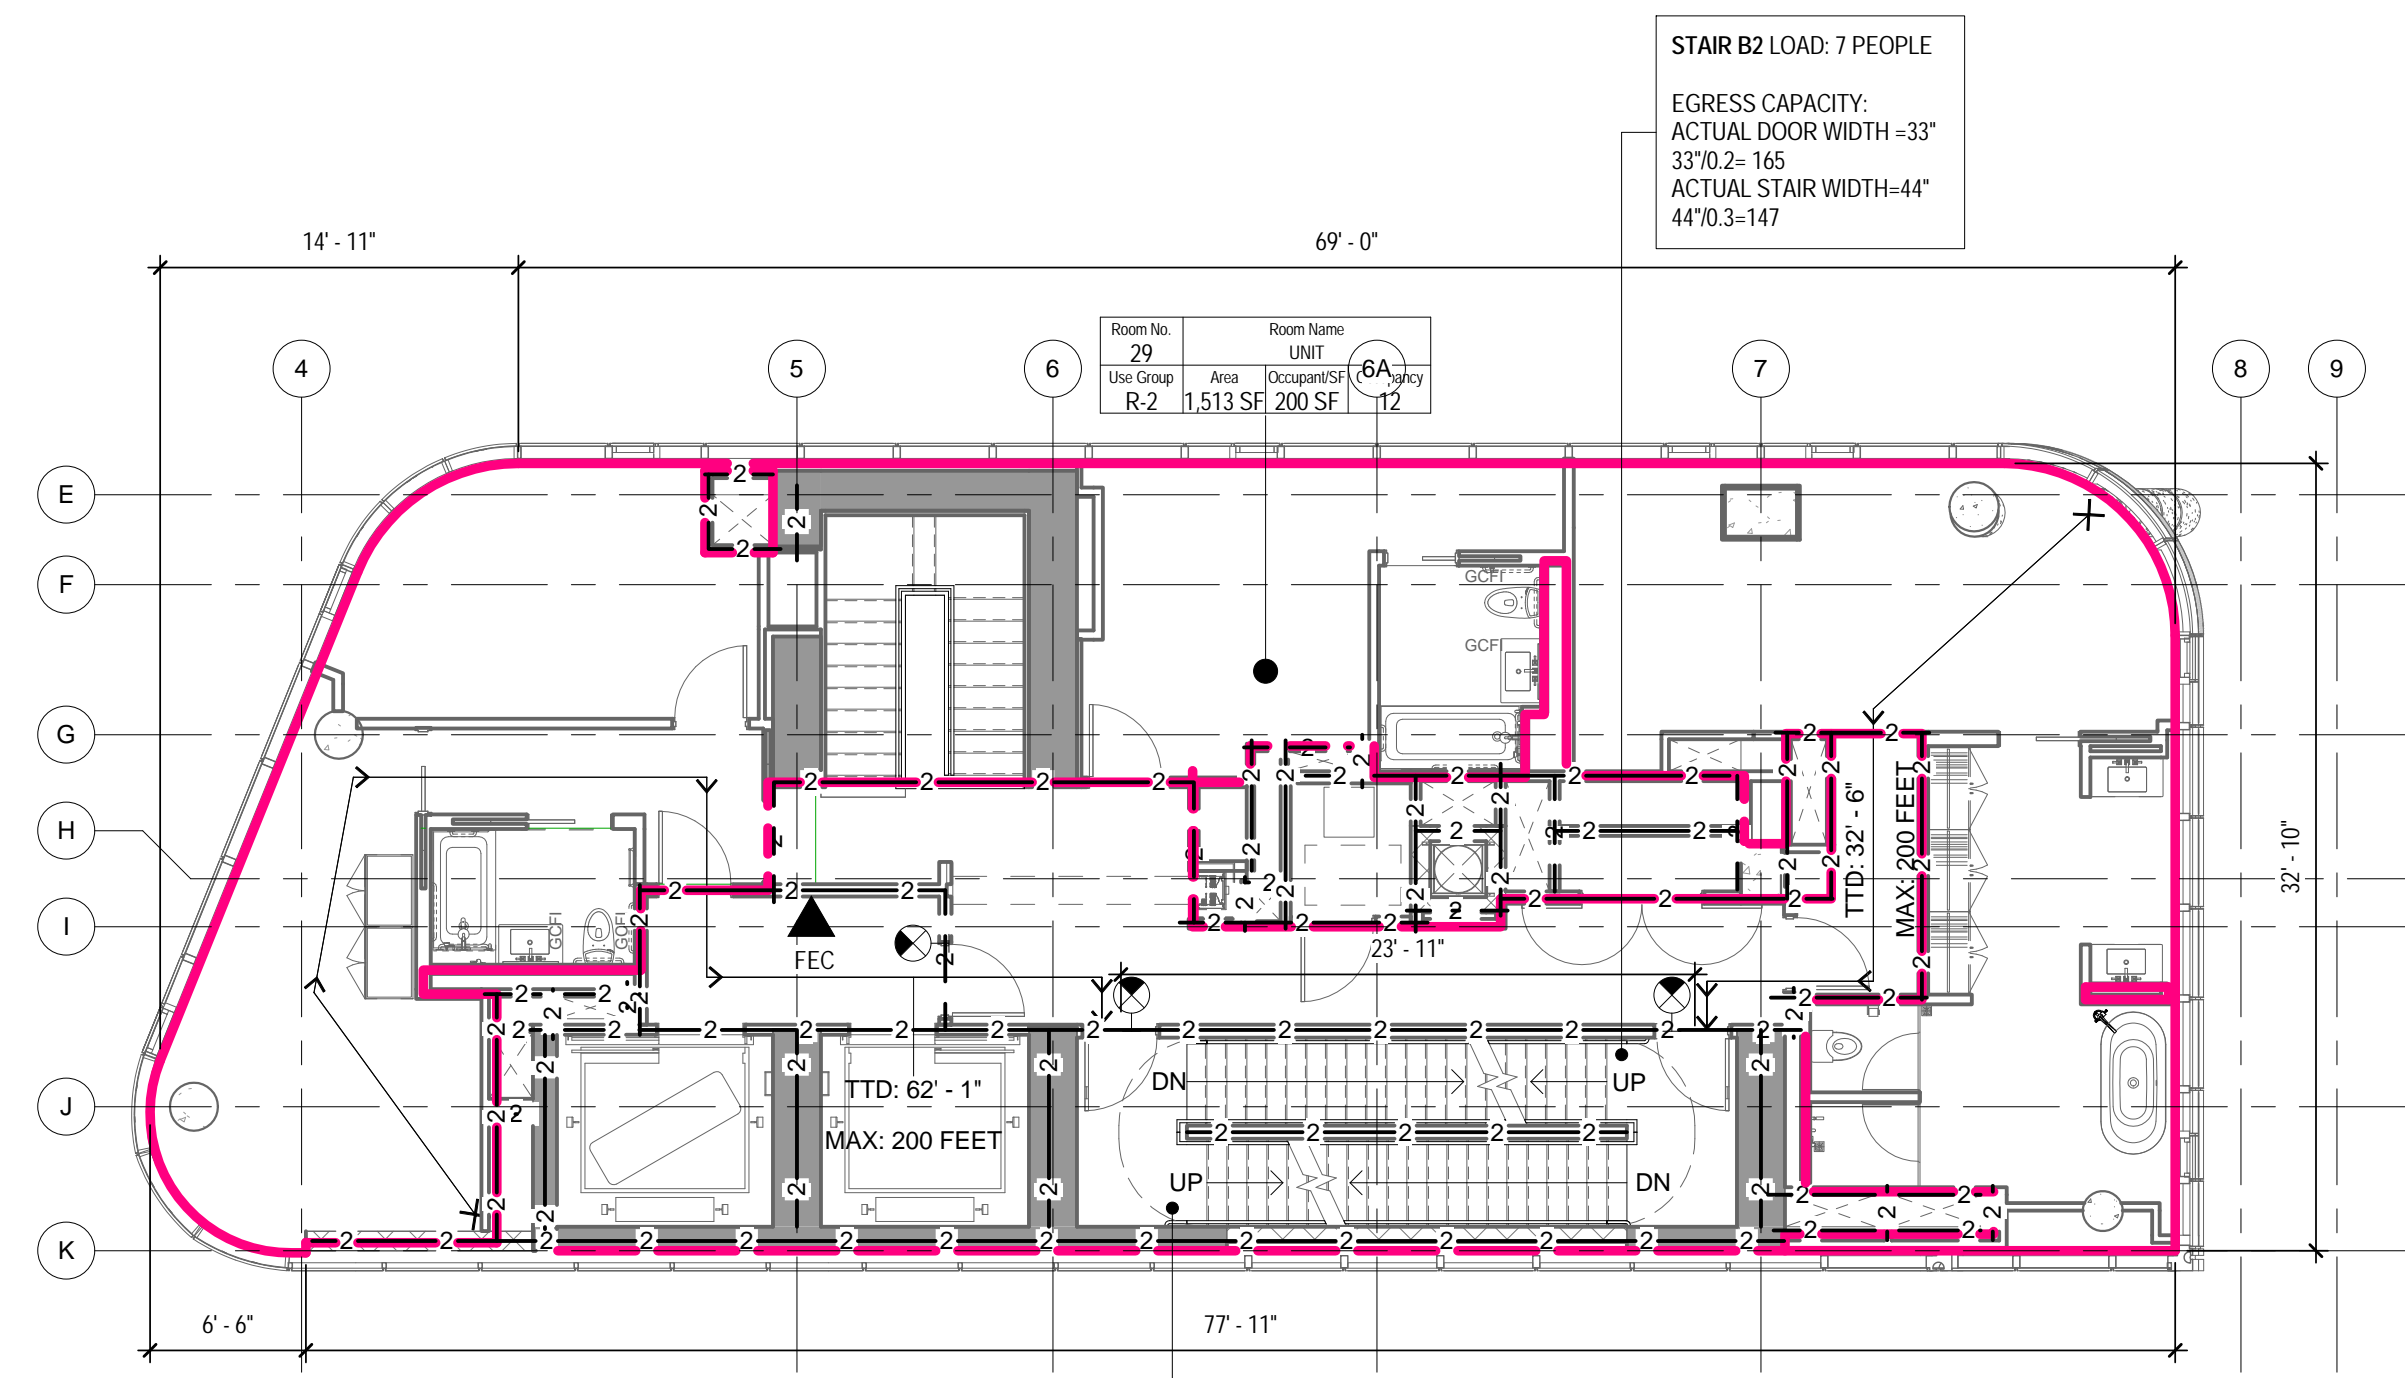 STAIR B2 LOAD: 7 PEOPLE
EGRESS CAPACITY:
ACTUAL DOOR WIDTH =33"
33"/0.2= 165
ACTUAL STAIR WIDTH=44"
44"/0.3=147
14' - 11"
69' - 0"
Room No.
Room Name
29
UNIT
Use Group
Area
Occupant/SF
R-2
1,513 SF
200 SF
12
4
5
6
6A
7
8
9
E
F
G
H
I
J
K
GCFI
GCFI
GCFI
GCFI
FEC
23' - 11"
TTD: 32' - 6"
MAX: 200 FEET
32' - 10"
TTD: 62' - 1"
MAX: 200 FEET
DN
UP
UP
DN
6' - 6"
77' - 11"